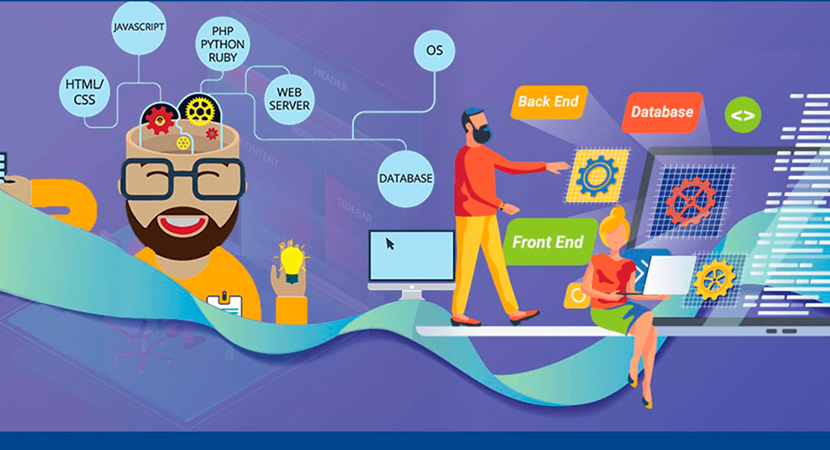 JAVASCRIPT
PHP
PYTHON
RUBY
OS
HTML/
CSS
WEB
SERVER
DATABASE
Back End
Database
<>
Front End
HEADER
CONTENT
SIDEBAR